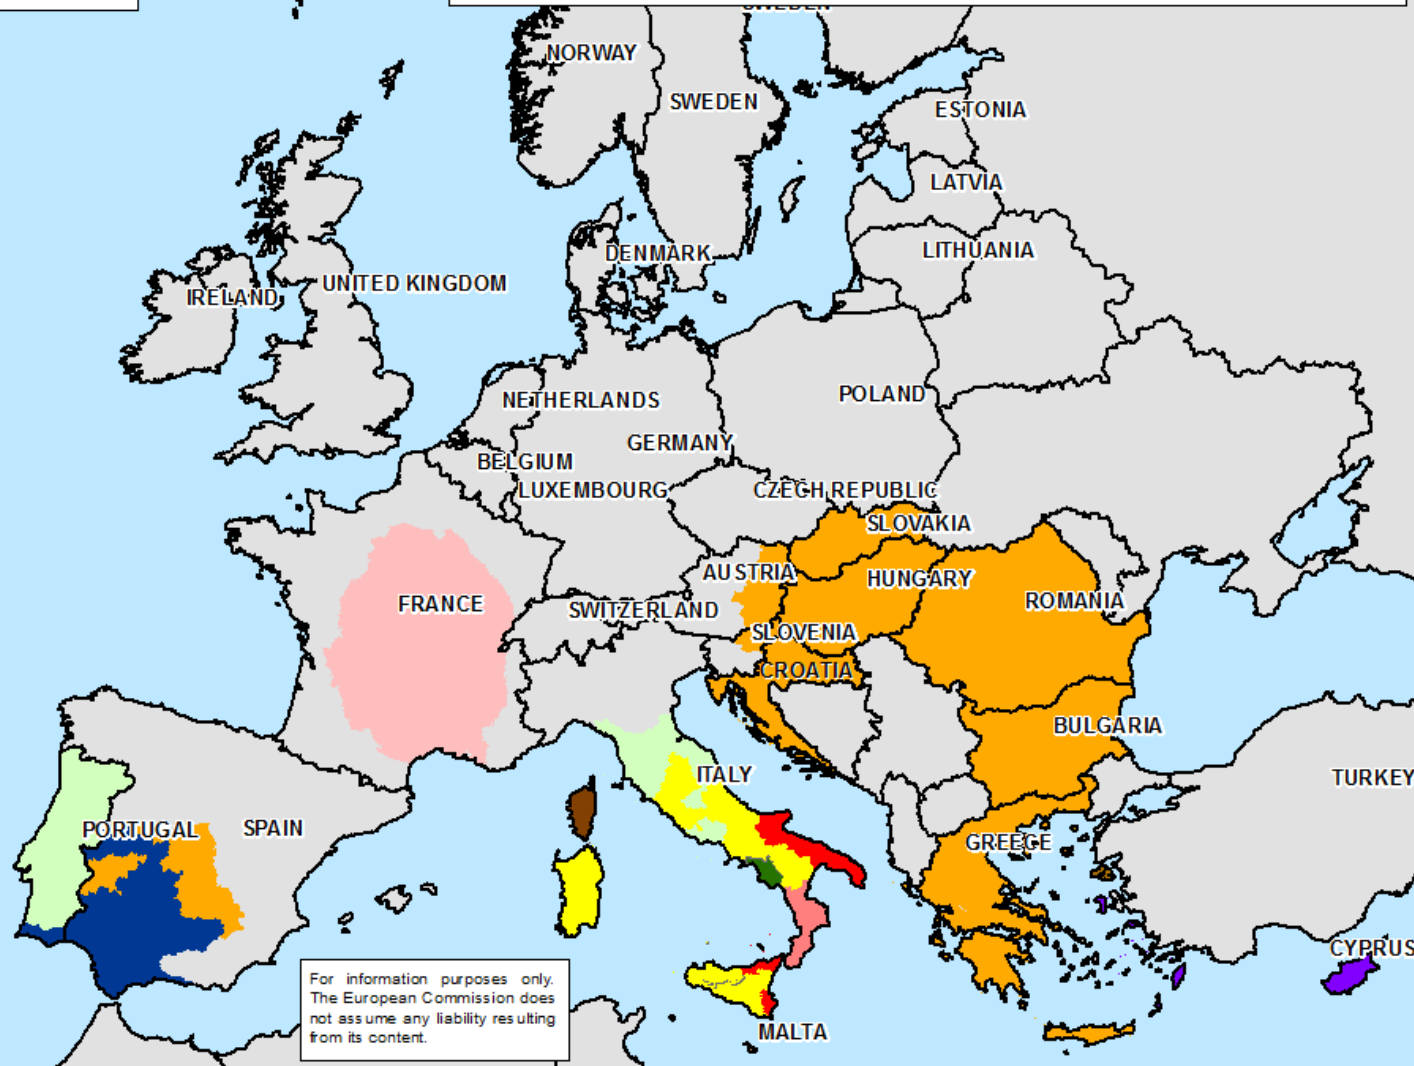 SWEDEN
NORWAY
SWEDEN
ESTONIA
LATVIA
LITHUANIA
DENMARK
UNITED KINGDOM
IRELAND
NETHERLANDS
POLAND
GERMANY
BELGIUM
LUXEMBOURG
CZECH REPUBLIC
SLOVAKIA
AUSTRIA
HUNGARY
FRANCE
SWITZERLAND
ROMANIA
SLOVENIA
CROATIA
BULGARIA
ITALY
TURKEY
PORTUGAL
SPAIN
GREECE
CYPRUS
MALTA
For information purposes only.
The European Commission does
not assume any liability resulting
from its content.